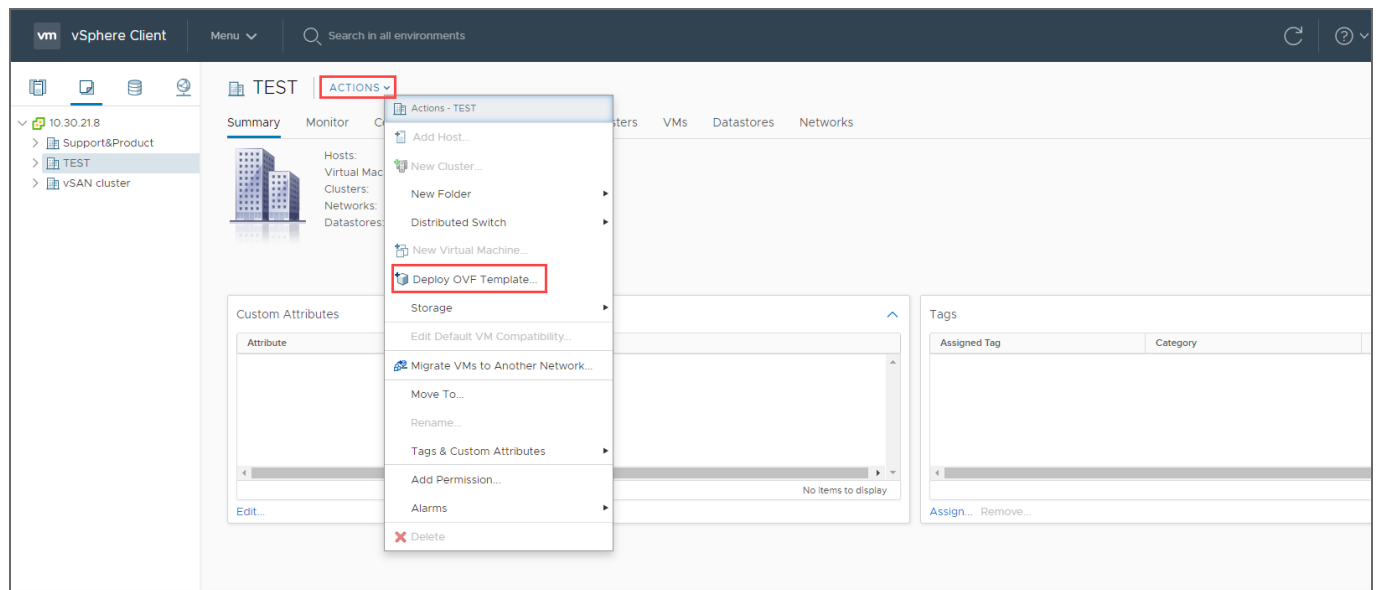 vm vSphere Client Menu Search in all environments
TEST ACTIONS
Actions - TEST
Summary Monitor C sters VMs Datastores Networks
10.30.21.8
Support&Product
TEST
vSAN cluster
Hosts:
Virtual Mac
Clusters:
Networks:
Datastores:
Add Host...
New Cluster...
New Folder
Distributed Switch
New Virtual Machine...
Deploy OVF Template...
Storage
Edit Default VM Compatibility...
Migrate VMs to Another Network...
Move To...
Rename...
Tags & Custom Attributes
Add Permission...
Alarms
Delete
Custom Attributes
Attribute
No items to display
Edit...
Tags
Assigned Tag Category
Assign... Remove...